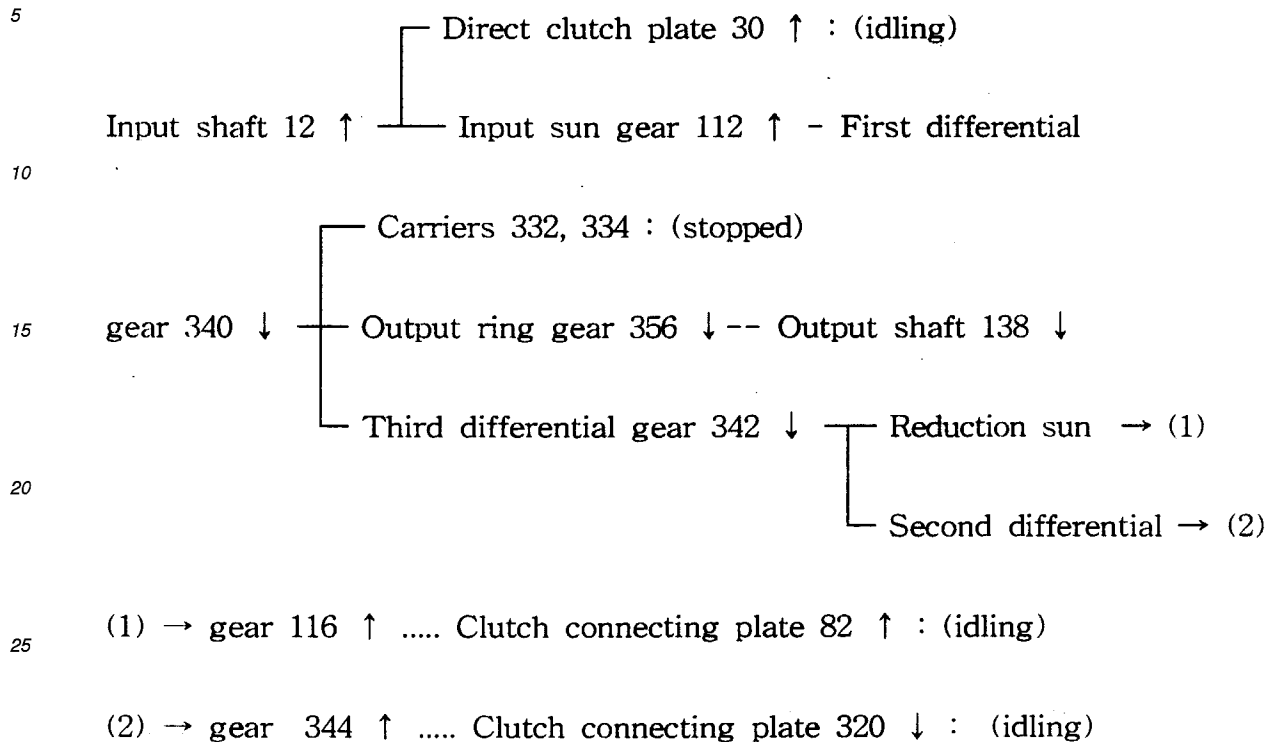 5
Direct clutch plate 30 ↑ : (idling)
Input shaft 12 ↑ Input sun gear 112 ↑ - First differential
10
Carriers 332, 334 : (stopped)
15 gear 340 ↓ Output ring gear 356 ↓ -- Output shaft 138 ↓
Third differential gear 342 ↓ Reduction sun → (1)
20
Second differential → (2)
25 (1) → gear 116 ↑ ..... Clutch connecting plate 82 ↑ : (idling)
(2) → gear 344 ↑ ..... Clutch connecting plate 320 ↓ : (idling)